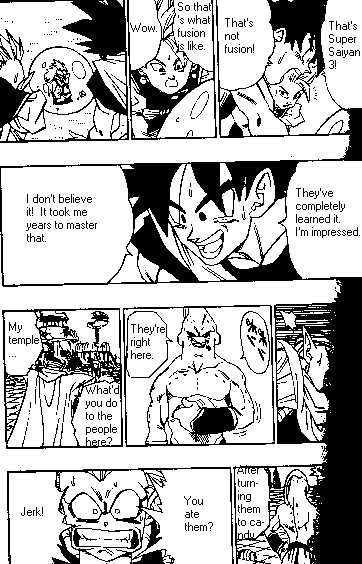 That's
Super
Saiyan
3!
That's
not
fusion!
So that
's what
fusion
is like.
Wow.
They've
completely
learned it.
I'm impressed.
I don't believe
it! It took me
years to master
that.
They're
right
here.
My
temple
...
What'd
you do
to the
people
here?
After
turn-
ing
them
to ca-
ndy.
You
ate
them?
Jerk!